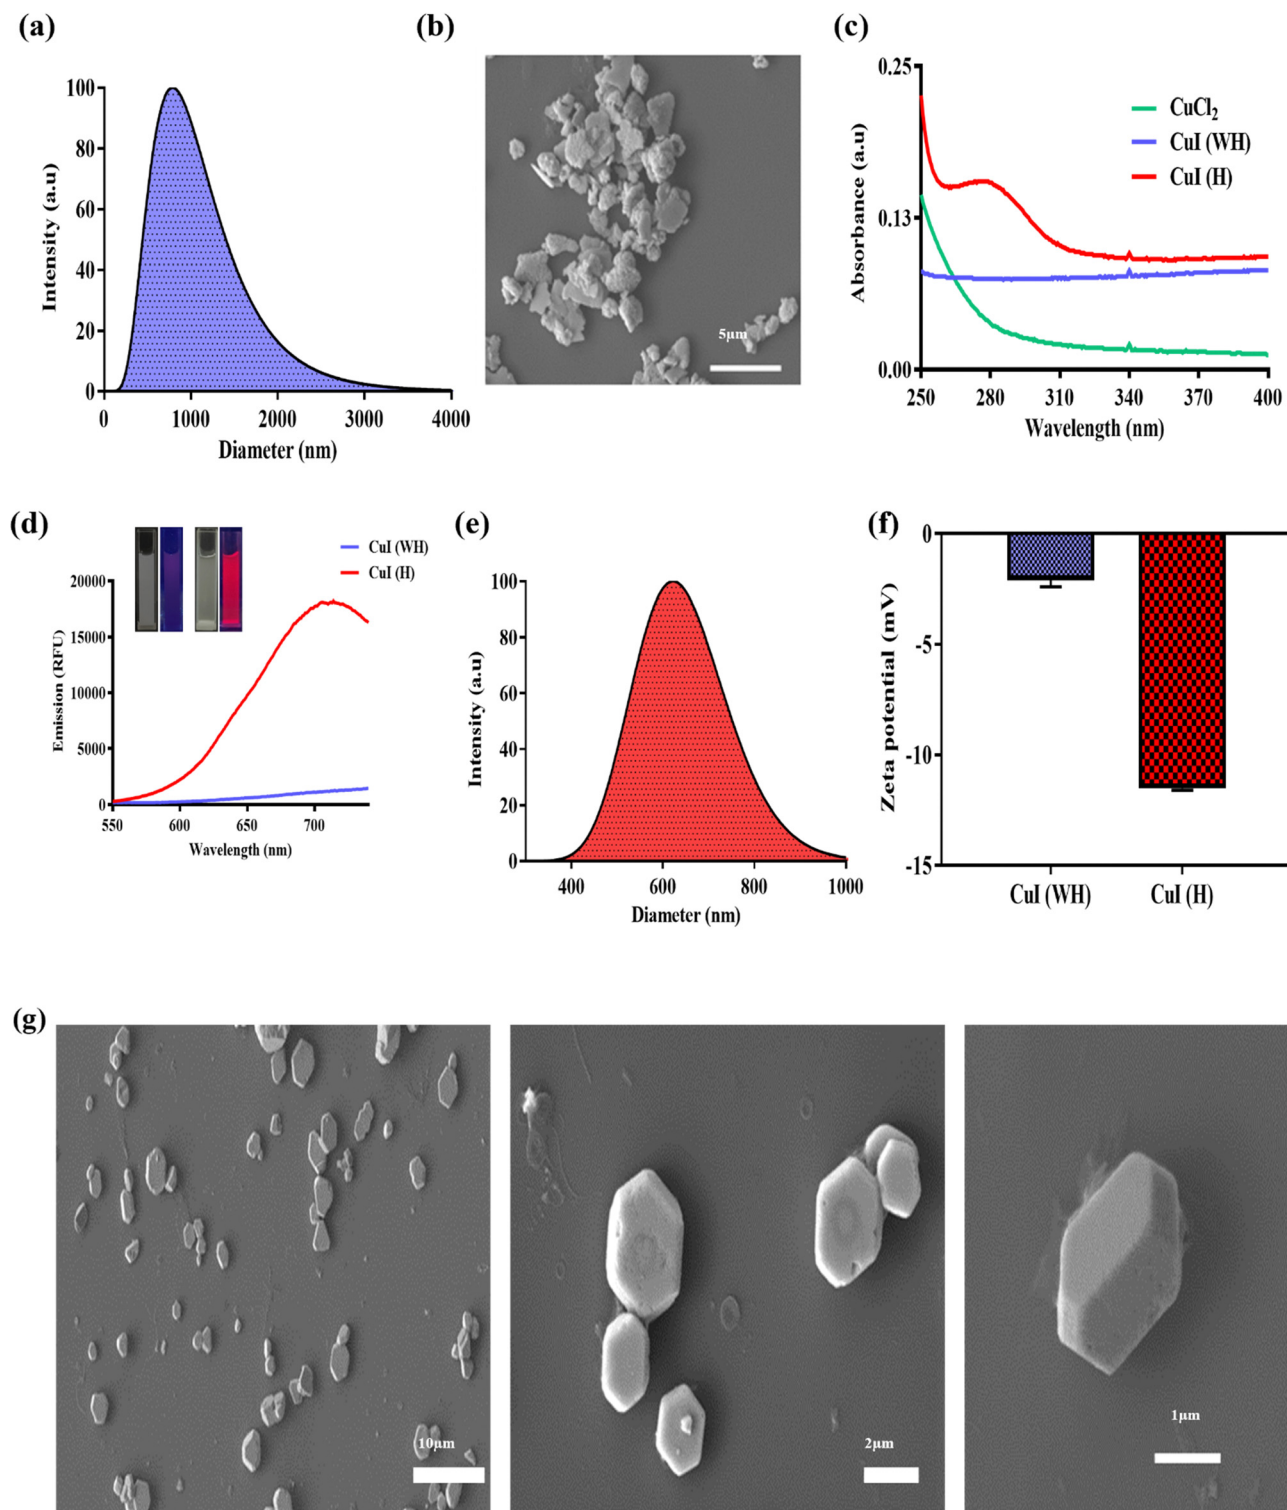 (a)
100
80
60
40
20
0
0
1000
2000
3000
4000
Intensity (a.u)
Diameter (nm)
(b)
5μm
(c)
0.25
0.13
0.00
250
280
310
340
370
400
Absorbance (a.u)
Wavelength (nm)
CuCl₂
CuI (WH)
CuI (H)
(d)
CuI (WH)
CuI (H)
20000
15000
10000
5000
0
550
600
650
700
Emission (RFU)
Wavelength (nm)
(e)
100
80
60
40
20
0
400
600
800
1000
Intensity (a.u)
Diameter (nm)
(f)
0
-5
-10
-15
Zeta potential (mV)
CuI (WH)
CuI (H)
(g)
10μm
2μm
1μm